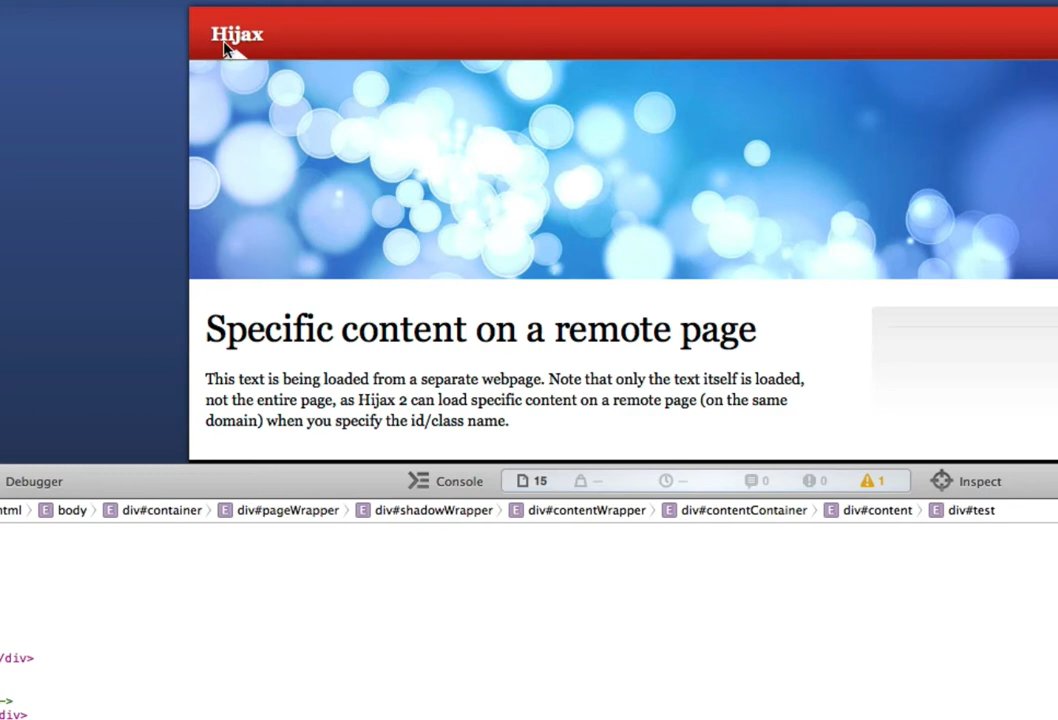 Hijax
Specific content on a remote page
This text is being loaded from a separate webpage. Note that only the text itself is loaded,
not the entire page, as Hijax 2 can load specific content on a remote page (on the same
domain) when you specify the id/class name.
Debugger Console 15 — — 0 0 1 Inspect
html E body E div#container E div#pageWrapper E div#shadowWrapper E div#contentWrapper E div#contentContainer E div#content E div#test
/div>
->
div>